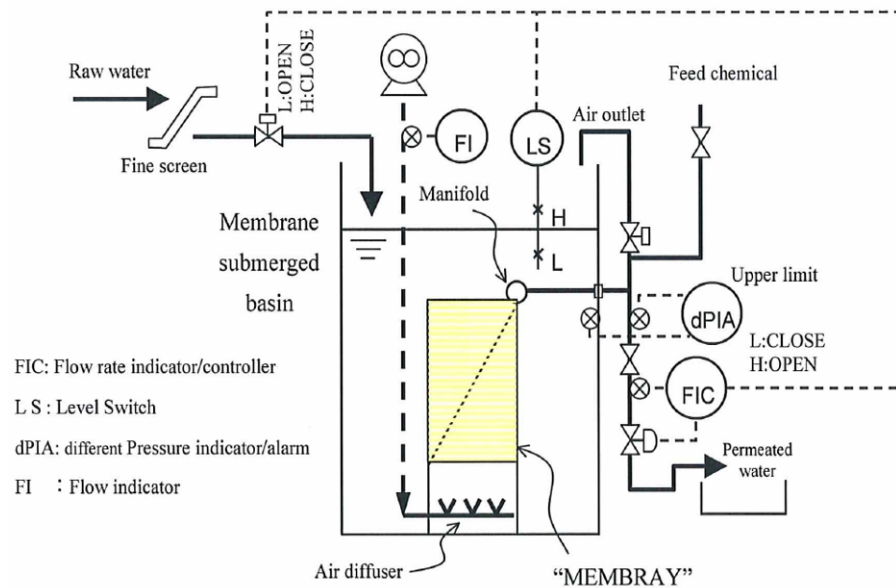 Raw water
Fine screen
L:OPEN
H:CLOSE
FI
LS
Air outlet
Feed chemical
Manifold
H
L
Membrane
submerged
basin
Upper limit
dPIA
L:CLOSE
H:OPEN
FIC
Permeated
water
FIC: Flow rate indicator/controller
L S : Level Switch
dPIA: different Pressure indicator/alarm
FI : Flow indicator
Air diffuser
“MEMBRAY”